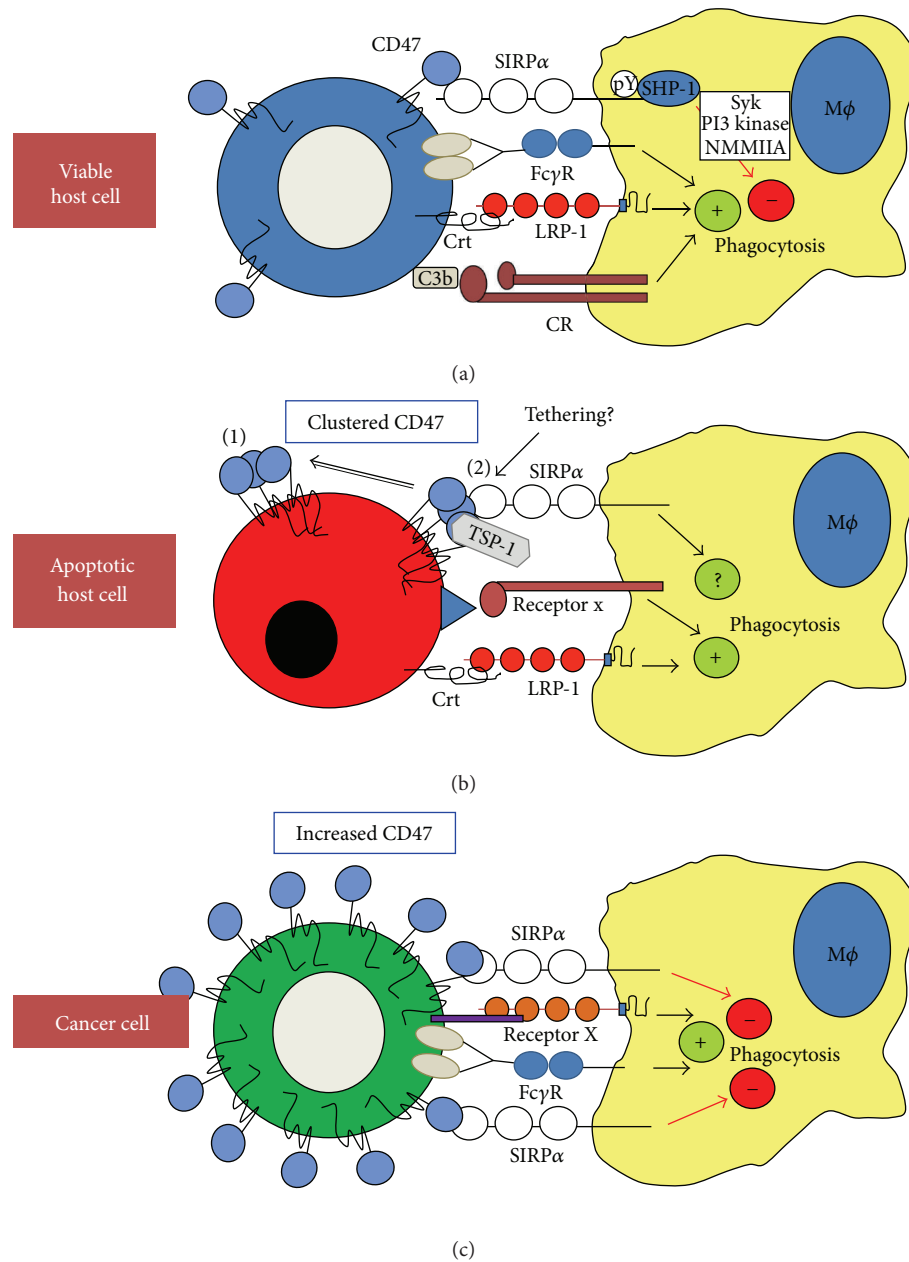 CD47
SIRPα
pY
SHP-1
Syk
PI3 kinase
NMMIIA
Mϕ
Viable
host cell
FcγR
+
−
Crt
LRP-1
Phagocytosis
C3b
CR
(a)
Tethering?
Clustered CD47
(1)
(2)
SIRPα
TSP-1
Mϕ
Apoptotic
host cell
?
Receptor x
Phagocytosis
+
Crt
LRP-1
(b)
Increased CD47
SIRPα
Mϕ
Cancer cell
Receptor X
−
+
Phagocytosis
FcγR
−
SIRPα
(c)